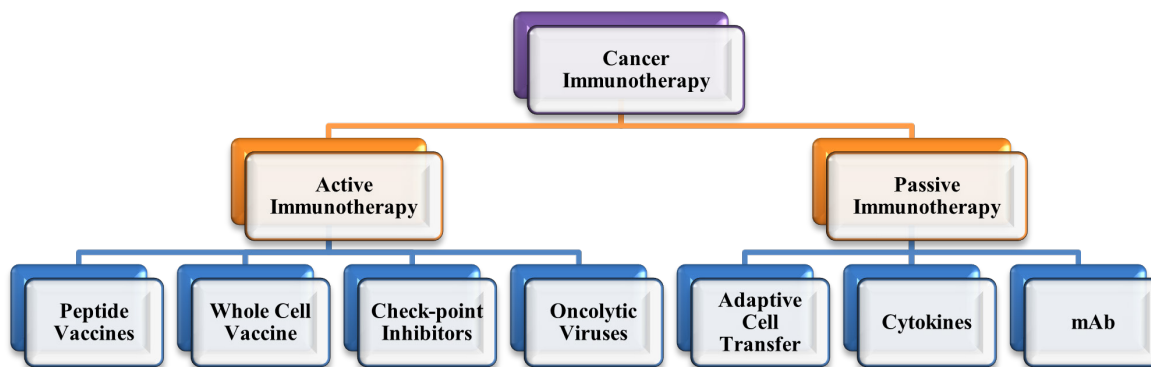 Cancer
Immunotherapy
Active
Immunotherapy
Passive
Immunotherapy
Peptide
Vaccines
Whole Cell
Vaccine
Check-point
Inhibitors
Oncolytic
Viruses
Adaptive
Cell
Transfer
Cytokines
mAb